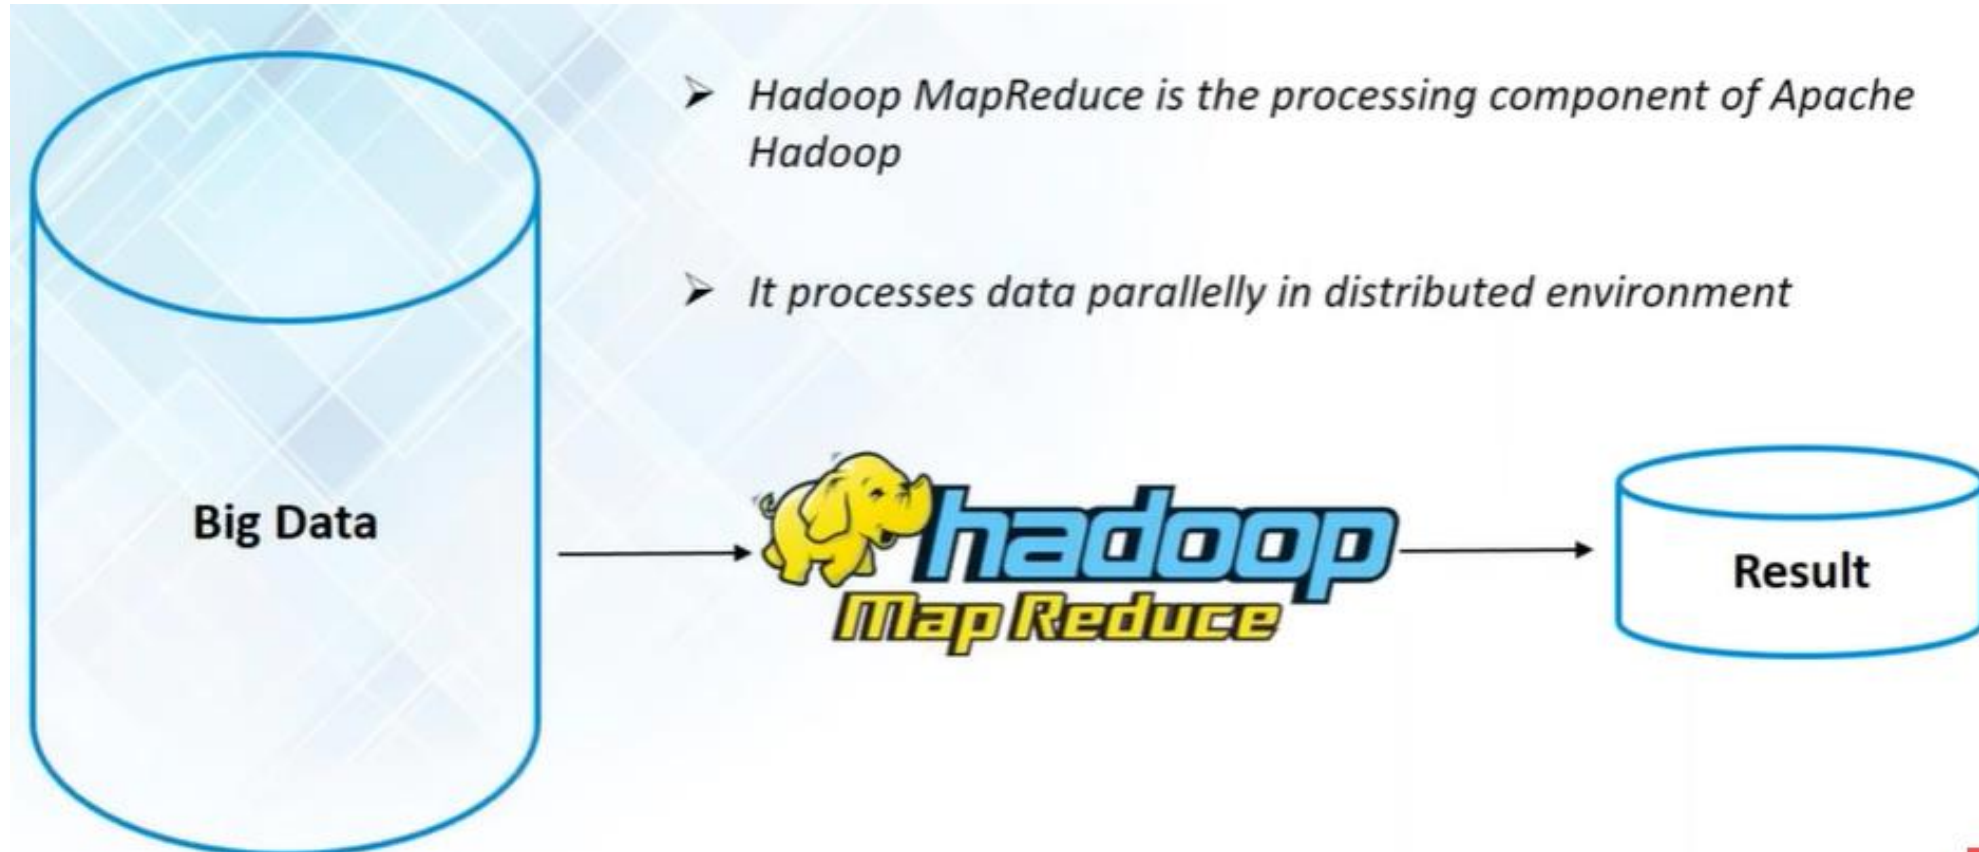 ➢ Hadoop MapReduce is the processing component of Apache
Hadoop
➢ It processes data parallelly in distributed environment
Big Data
hadoop
Map Reduce
Result